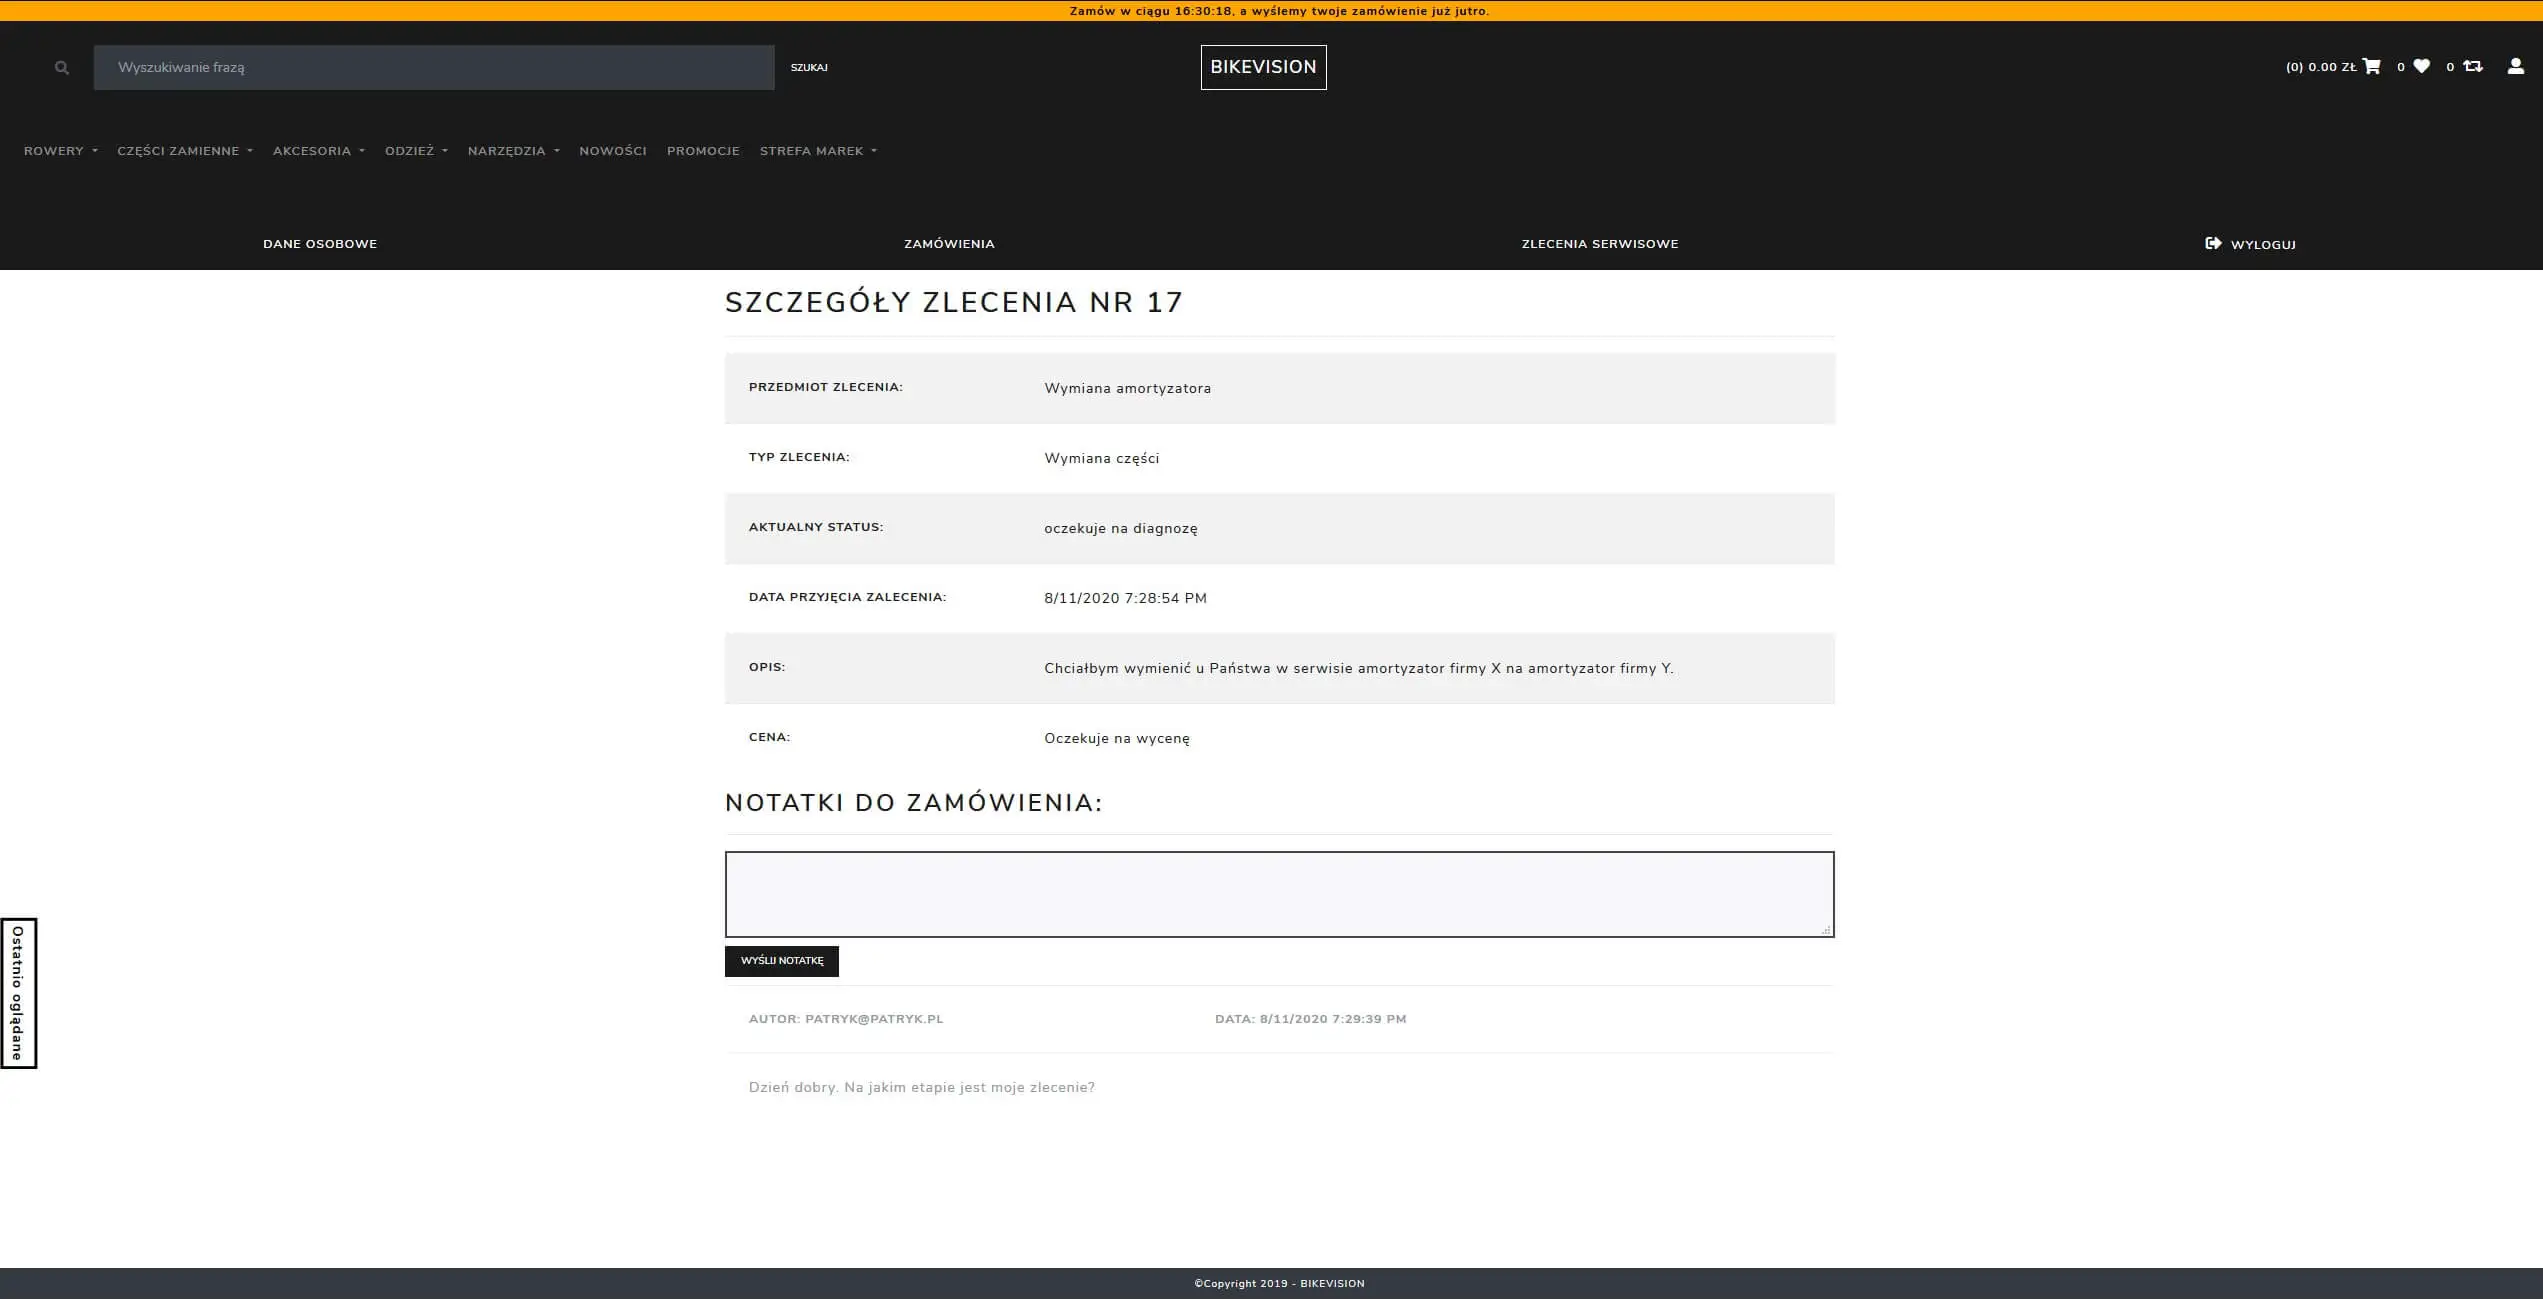 Zamów w ciągu 16:30:18, a wyślemy twoje zamówienie już jutro.
Wyszukiwanie frazą SZUKAJ BIKEVISION (0) 0.00 ZŁ 0 0
ROWERY CZĘŚCI ZAMIENNE AKCESORIA ODZIEŻ NARZĘDZIA NOWOŚCI PROMOCJE STREFA MAREK
DANE OSOBOWE ZAMÓWIENIA ZLECENIA SERWISOWE WYLOGUJ
SZCZEGÓŁY ZLECENIA NR 17
PRZEDMIOT ZLECENIA: Wymiana amortyzatora
TYP ZLECENIA: Wymiana części
AKTUALNY STATUS: oczekuje na diagnozę
DATA PRZYJĘCIA ZALECENIA: 8/11/2020 7:28:54 PM
OPIS: Chciałbym wymienić u Państwa w serwisie amortyzator firmy X na amortyzator firmy Y.
CENA: Oczekuje na wycenę
NOTATKI DO ZAMÓWIENIA:
WYŚLIJ NOTATKĘ
Ostatnio oglądane
AUTOR: PATRYK@PATRYK.PL DATA: 8/11/2020 7:29:39 PM
Dzień dobry. Na jakim etapie jest moje zlecenie?
©Copyright 2019 - BIKEVISION